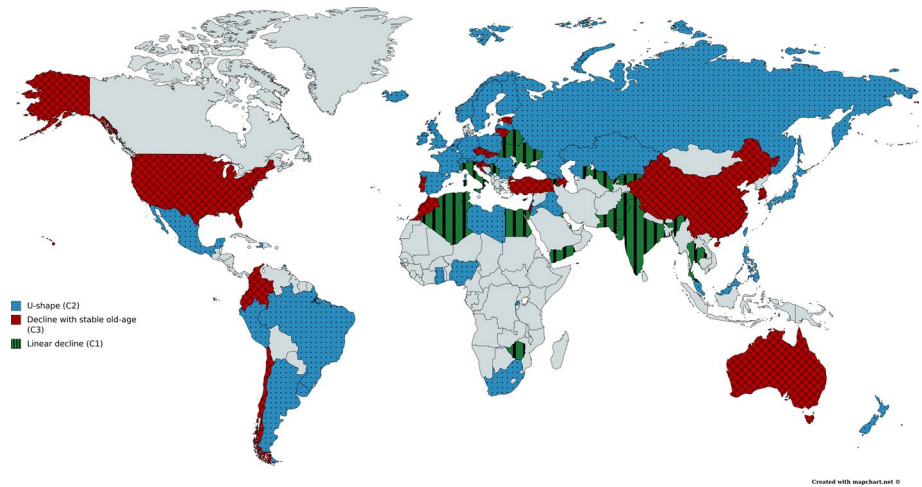 U-shape (C2)
Decline with stable old-age
(C3)
Linear decline (C1)
Created with mapchart.net ©